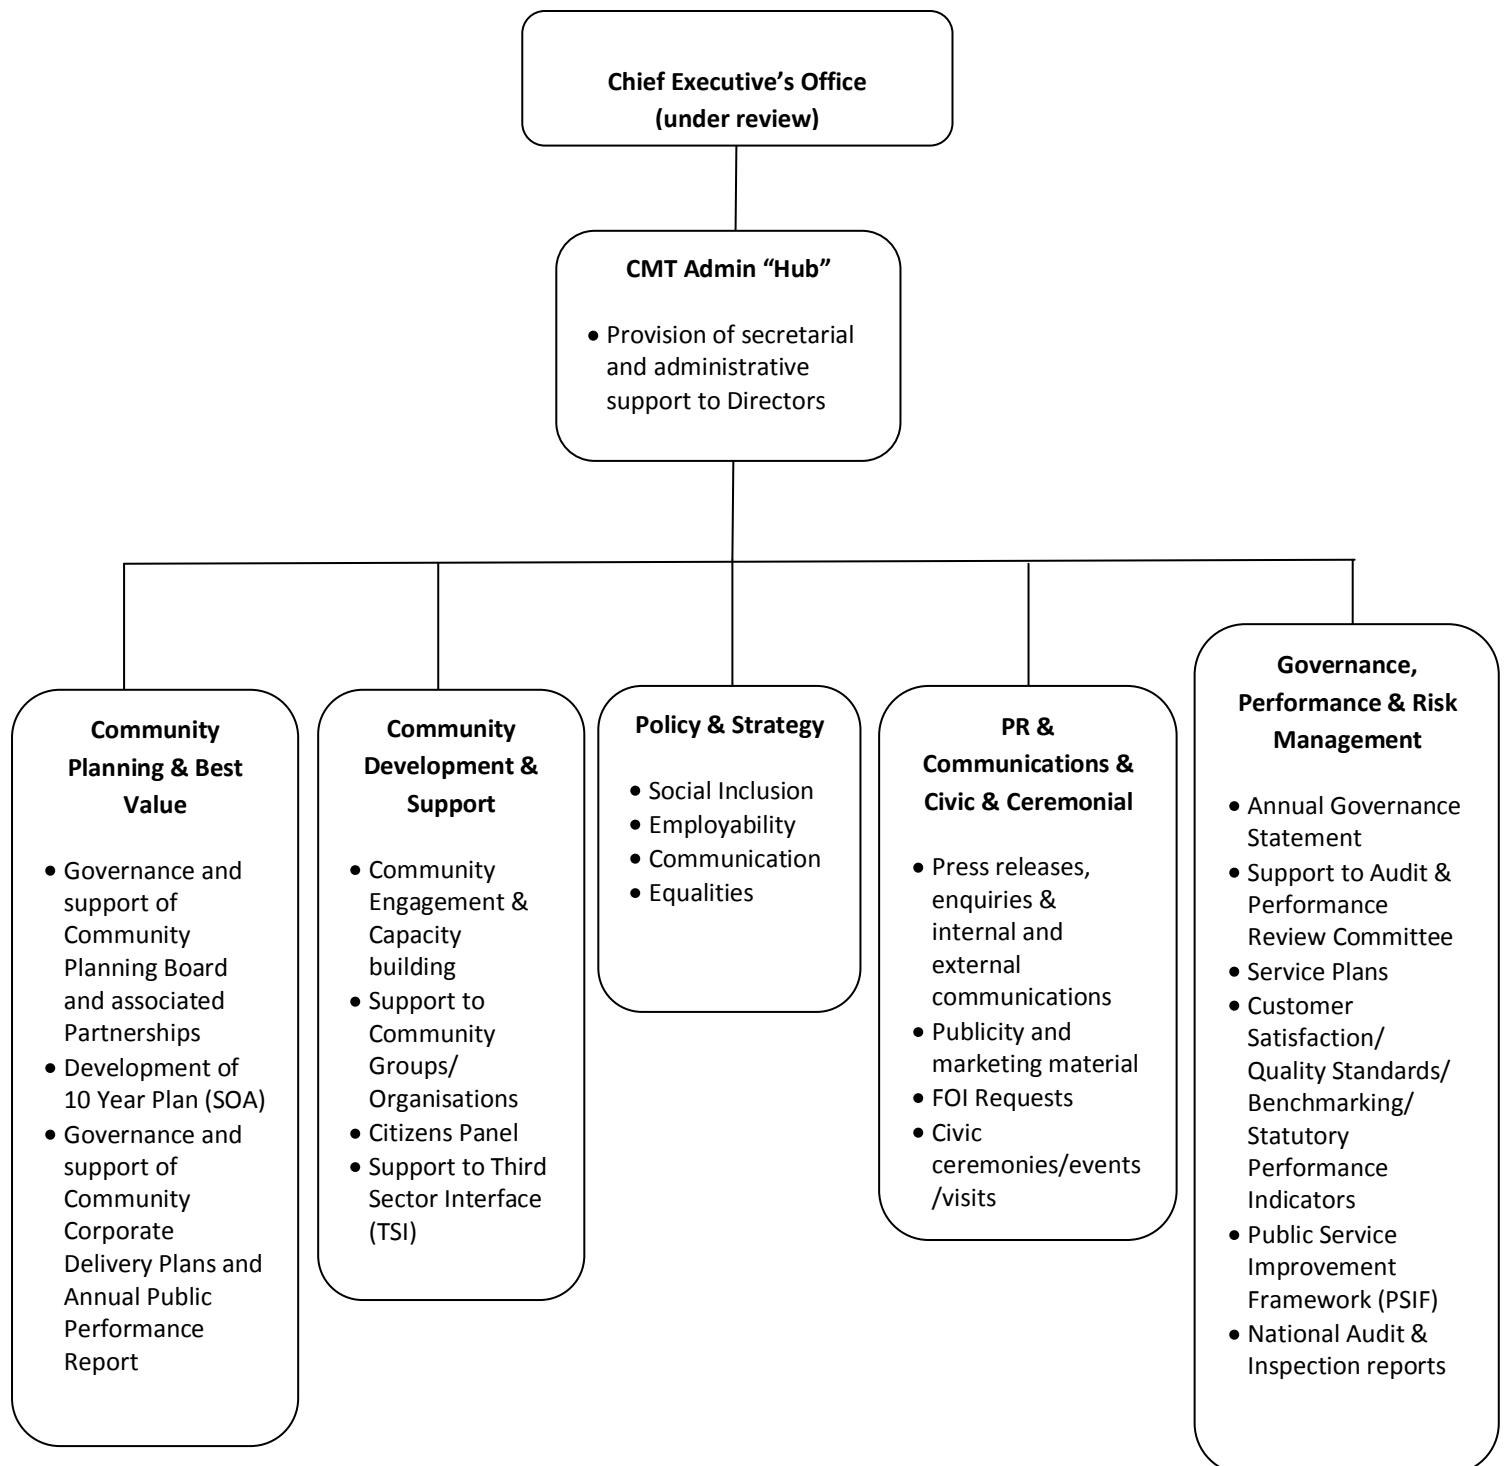 Chief Executive’s Office
(under review)
CMT Admin “Hub”
• Provision of secretarial
and administrative
support to Directors
Community
Planning & Best
Value
• Governance and
support of
Community
Planning Board
and associated
Partnerships
• Development of
10 Year Plan (SOA)
• Governance and
support of
Community
Corporate
Delivery Plans and
Annual Public
Performance
Report
Community
Development &
Support
• Community
Engagement &
Capacity
building
• Support to
Community
Groups/
Organisations
• Citizens Panel
• Support to Third
Sector Interface
(TSI)
Policy & Strategy
• Social Inclusion
• Employability
• Communication
• Equalities
PR &
Communications &
Civic & Ceremonial
• Press releases,
enquiries &
internal and
external
communications
• Publicity and
marketing material
• FOI Requests
• Civic
ceremonies/events
/visits
Governance,
Performance & Risk
Management
• Annual Governance
Statement
• Support to Audit &
Performance
Review Committee
• Service Plans
• Customer
Satisfaction/
Quality Standards/
Benchmarking/
Statutory
Performance
Indicators
• Public Service
Improvement
Framework (PSIF)
• National Audit &
Inspection reports